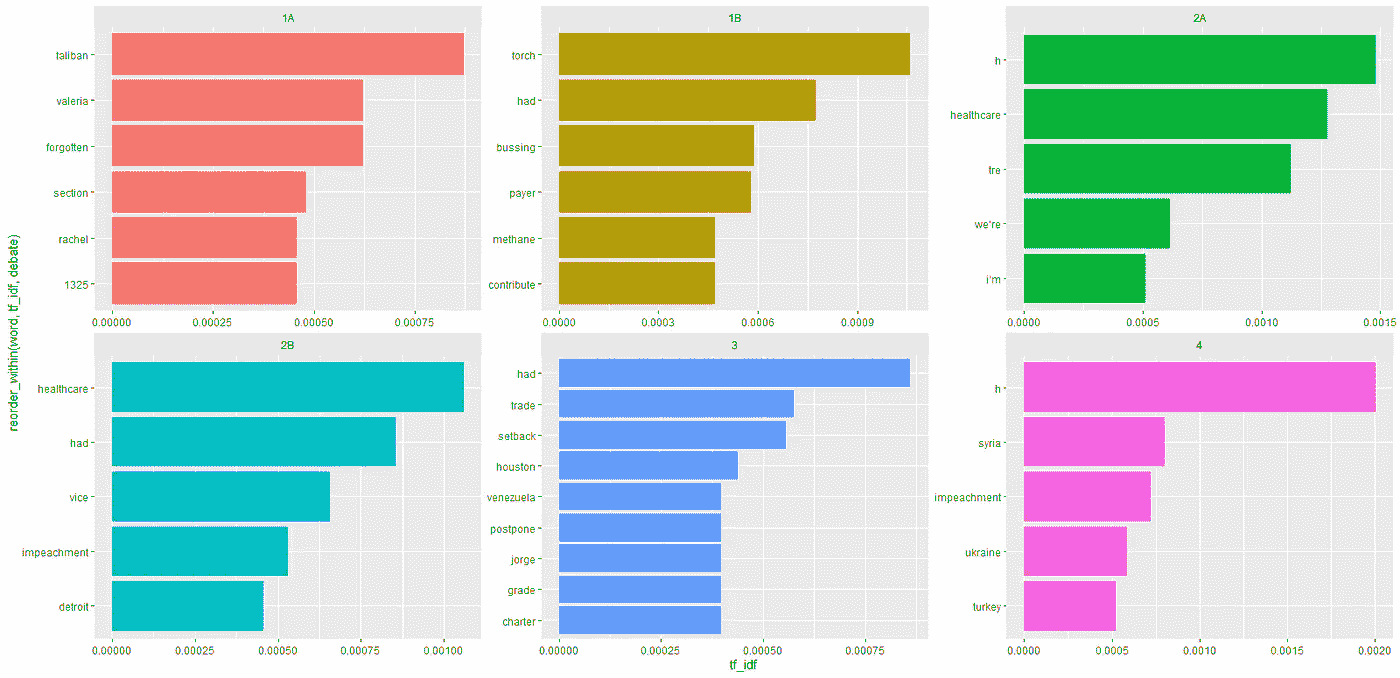 1A
taliban
valeria
forgotten
section
rachel
1325
0.00000 0.00025 0.00050 0.00075
1B
torch
had
bussing
payer
methane
contribute
0.0000 0.0003 0.0006 0.0009
2A
h
healthcare
tre
we're
i'm
0.0000 0.0005 0.0010 0.0015
2B
healthcare
had
vice
impeachment
detroit
0.00000 0.00025 0.00050 0.00075 0.00100
3
had
trade
setback
houston
venezuela
postpone
jorge
grade
charter
0.00000 0.00025 0.00050 0.00075
4
h
syria
impeachment
ukraine
turkey
0.0000 0.0005 0.0010 0.0015 0.0020
reorder_within(word, tf_idf, debate)
tf_idf